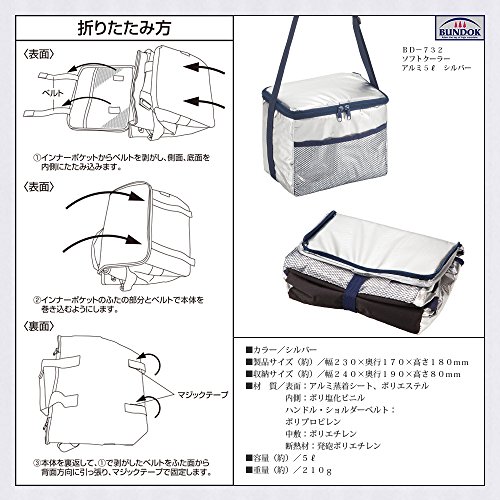 折りたたみ方
〈表面〉
ベルト
①インナーポケットからベルトを剥がし、側面、底面を
内側にたたみ込みます。
〈表面〉
②インナーポケットのふたの部分とベルトで本体を
巻き込むようにします。
〈裏面〉
マジックテープ
③本体を裏返して、①で剥がしたベルトをふた面から
背面方向に引っ張り、マジックテープで固定します。
BUNDOK
BD-732
ソフトクーラー
アルミ5ℓ シルバー
■カラー／シルバー
■製品サイズ（約）／幅230×奥行170×高さ180mm
■収納サイズ（約）／幅240×奥行190×高さ80mm
■材 質／表面：アルミ蒸着シート、ポリエステル
内側：ポリ塩化ビニル
ハンドル・ショルダーベルト：
ポリプロピレン
中敷：ポリエチレン
断熱材：発砲ポリエチレン
■容量（約）／5ℓ
■重量（約）／210g